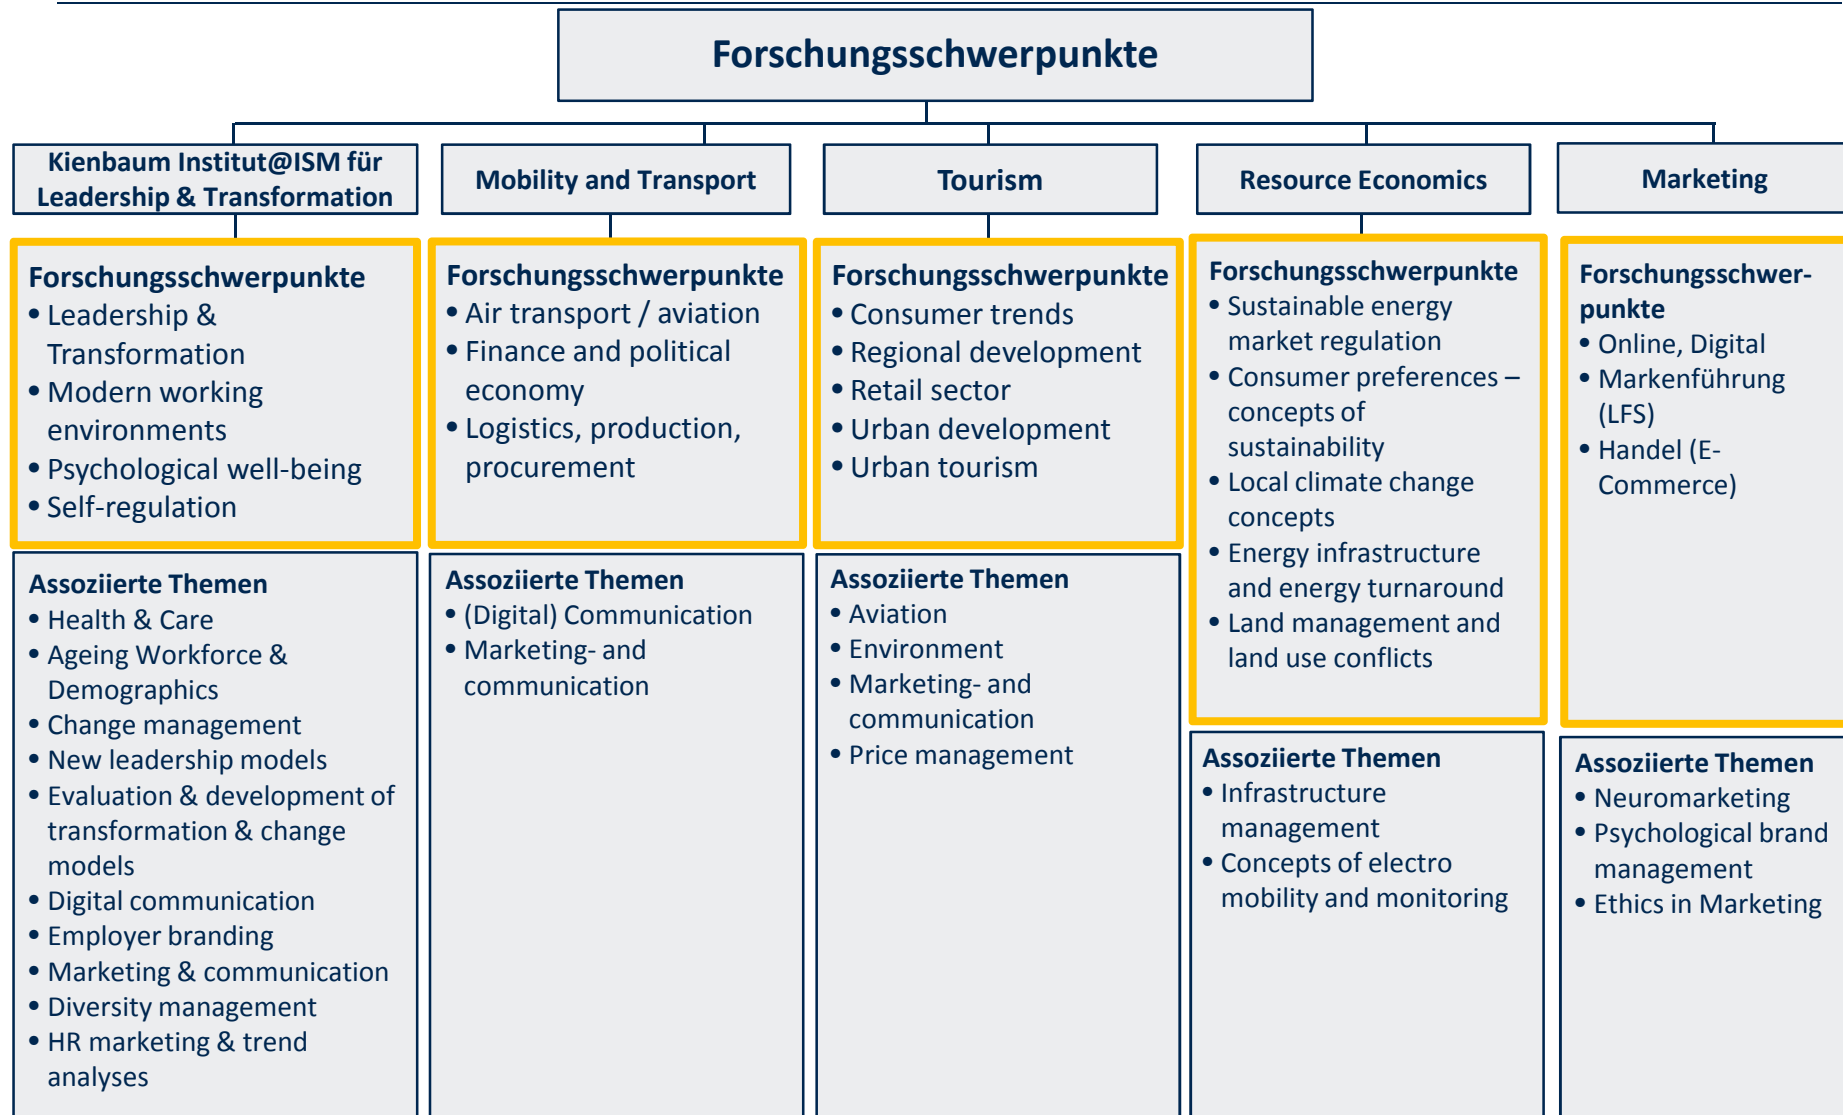 Forschungsschwerpunkte
Kienbaum Institut@ISM für
Leadership & Transformation
Forschungsschwerpunkte
• Leadership &
Transformation
• Modern working
environments
• Psychological well-being
• Self-regulation
Assoziierte Themen
• Health & Care
• Ageing Workforce &
Demographics
• Change management
• New leadership models
• Evaluation & development of
transformation & change
models
• Digital communication
• Employer branding
• Marketing & communication
• Diversity management
• HR marketing & trend
analyses
Mobility and Transport
Forschungsschwerpunkte
• Air transport / aviation
• Finance and political
economy
• Logistics, production,
procurement
Assoziierte Themen
• (Digital) Communication
• Marketing- and
communication
Tourism
Forschungsschwerpunkte
• Consumer trends
• Regional development
• Retail sector
• Urban development
• Urban tourism
Assoziierte Themen
• Aviation
• Environment
• Marketing- and
communication
• Price management
Resource Economics
Forschungsschwerpunkte
• Sustainable energy
market regulation
• Consumer preferences –
concepts of
sustainability
• Local climate change
concepts
• Energy infrastructure
and energy turnaround
• Land management and
land use conflicts
Assoziierte Themen
• Infrastructure
management
• Concepts of electro
mobility and monitoring
Marketing
Forschungsschwer-
punkte
• Online, Digital
• Markenführung
(LFS)
• Handel (E-
Commerce)
Assoziierte Themen
• Neuromarketing
• Psychological brand
management
• Ethics in Marketing